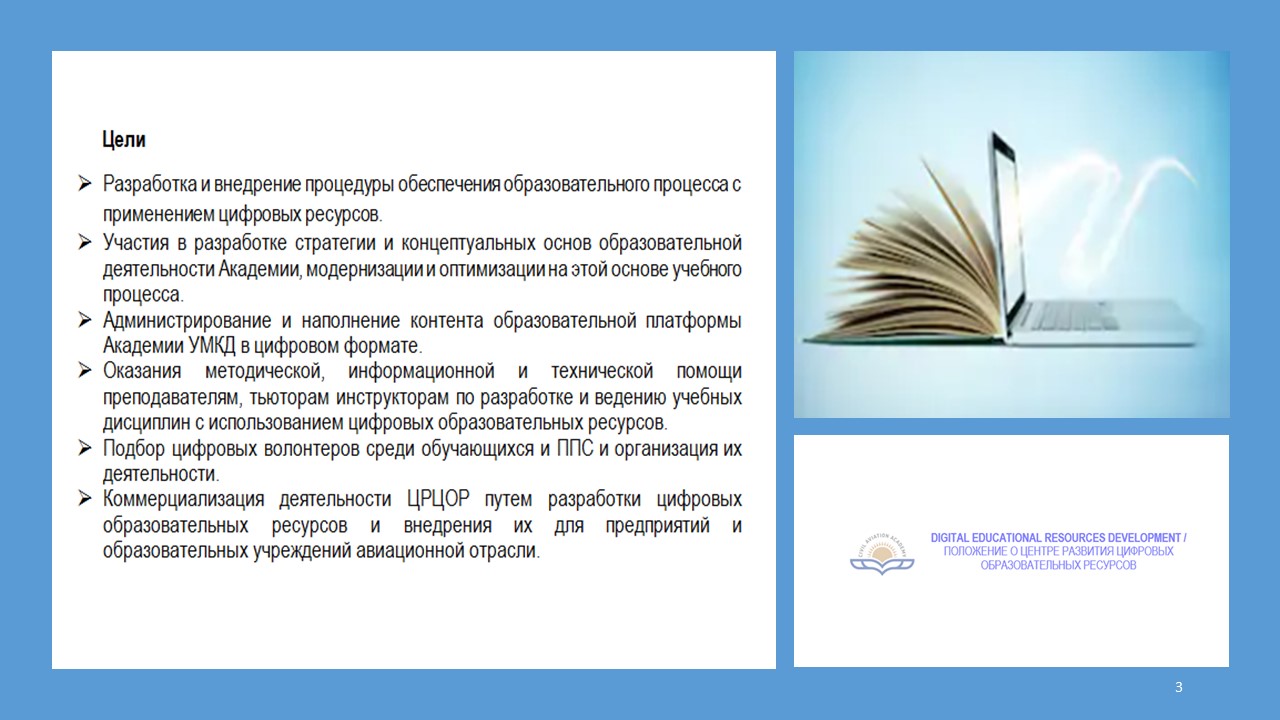 Цели
➢ Разработка и внедрение процедуры обеспечения образовательного процесса с
применением цифровых ресурсов.
➢ Участия в разработке стратегии и концептуальных основ образовательной
деятельности Академии, модернизации и оптимизации на этой основе учебного
процесса.
➢ Администрирование и наполнение контента образовательной платформы
Академии УМКД в цифровом формате.
➢ Оказания методической, информационной и технической помощи
преподавателям, тьюторам инструкторам по разработке и ведению учебных
дисциплин с использованием цифровых образовательных ресурсов.
➢ Подбор цифровых волонтеров среди обучающихся и ППС и организация их
деятельности.
➢ Коммерциализация деятельности ЦРЦОР путем разработки цифровых
образовательных ресурсов и внедрения их для предприятий и
образовательных учреждений авиационной отрасли.
CIVIL AVIATION ACADEMY
DIGITAL EDUCATIONAL RESOURCES DEVELOPMENT /
ПОЛОЖЕНИЕ О ЦЕНТРЕ РАЗВИТИЯ ЦИФРОВЫХ
ОБРАЗОВАТЕЛЬНЫХ РЕСУРСОВ
3